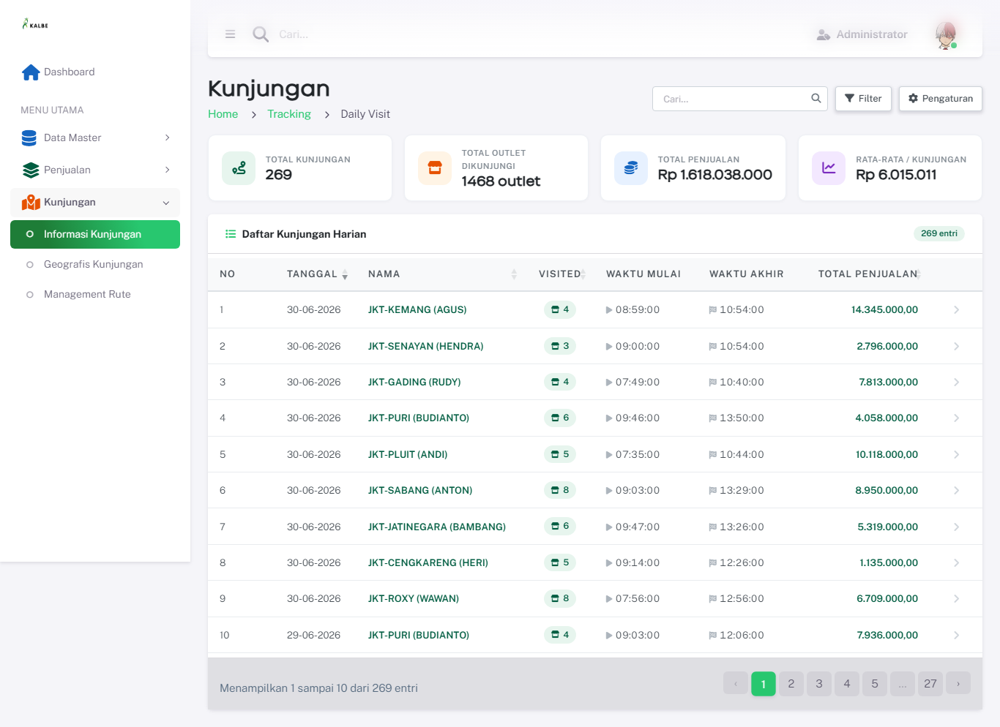 KALBE
Cari...
Administrator
Dashboard
MENU UTAMA
Data Master
Penjualan
Kunjungan
Informasi Kunjungan
Geografis Kunjungan
Management Rute
Kunjungan
Home > Tracking > Daily Visit
Cari...
Filter
Pengaturan
TOTAL KUNJUNGAN
269
TOTAL OUTLET
DIKUNJUNGI
1468 outlet
TOTAL PENJUALAN
Rp 1.618.038.000
RATA-RATA / KUNJUNGAN
Rp 6.015.011
Daftar Kunjungan Harian
269 entri
NO TANGGAL NAMA VISITED WAKTU MULAI WAKTU AKHIR TOTAL PENJUALAN
1 30-06-2026 JKT-KEMANG (AGUS) 4 08:59:00 10:54:00 14.345.000,00
2 30-06-2026 JKT-SENAYAN (HENDRA) 3 09:00:00 10:54:00 2.796.000,00
3 30-06-2026 JKT-GADING (RUDY) 4 07:49:00 10:40:00 7.813.000,00
4 30-06-2026 JKT-PURI (BUDIANTO) 6 09:46:00 13:50:00 4.058.000,00
5 30-06-2026 JKT-PLUIT (ANDI) 5 07:35:00 10:44:00 10.118.000,00
6 30-06-2026 JKT-SABANG (ANTON) 8 09:03:00 13:29:00 8.950.000,00
7 30-06-2026 JKT-JATINEGARA (BAMBANG) 6 09:47:00 13:26:00 5.319.000,00
8 30-06-2026 JKT-CENGKARENG (HERI) 5 09:14:00 12:26:00 1.135.000,00
9 30-06-2026 JKT-ROXY (WAWAN) 8 07:56:00 12:56:00 6.709.000,00
10 29-06-2026 JKT-PURI (BUDIANTO) 4 09:03:00 12:06:00 7.936.000,00
Menampilkan 1 sampai 10 dari 269 entri
‹ 1 2 3 4 5 ... 27 ›